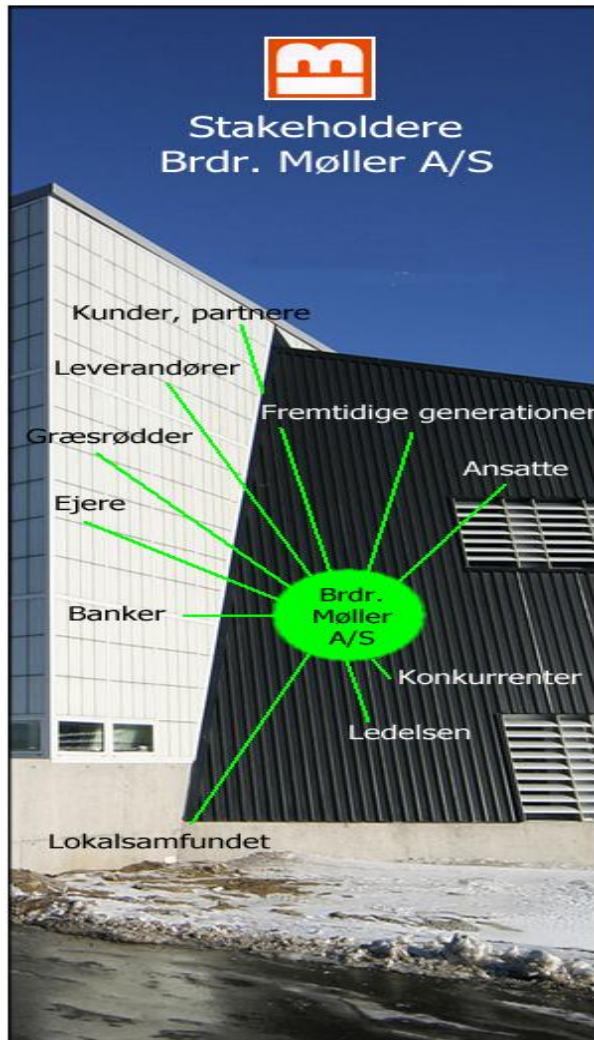 Stakeholdere
Brdr. Møller A/S
Kunder, partnere
Leverandører
Fremtidige generationer
Græsrødder
Ansatte
Ejere
Brdr.
Møller
A/S
Banker
Konkurrenter
Ledelsen
Lokalsamfundet